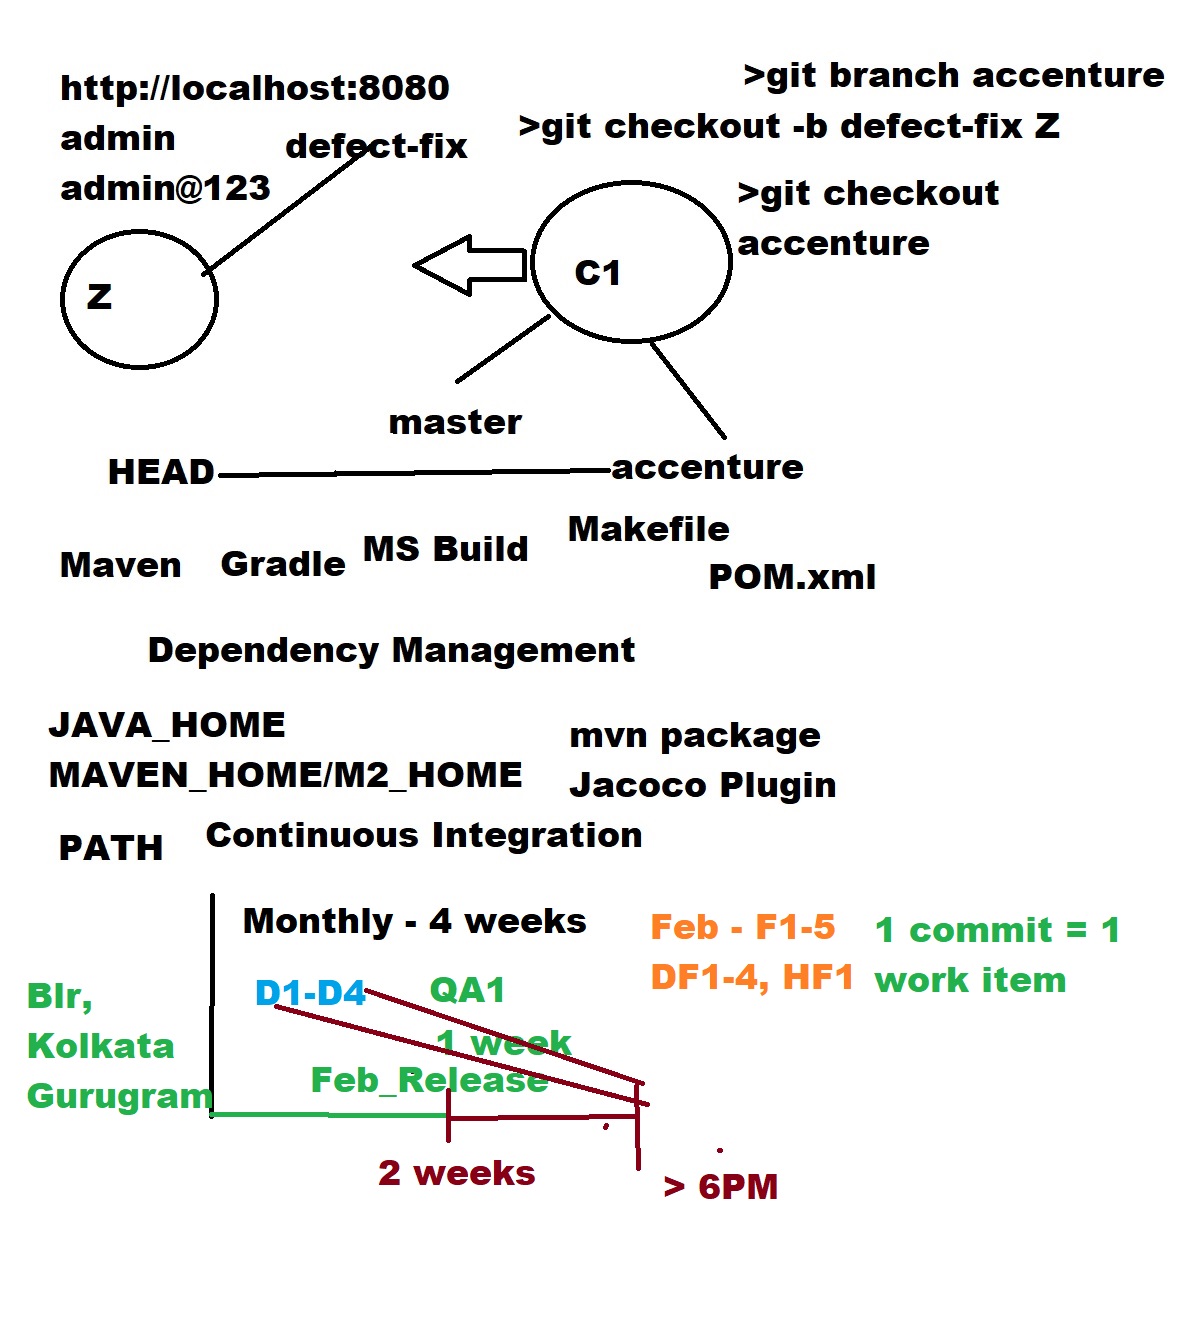 http://localhost:8080
admin
admin@123
defect-fix
>git branch accenture
>git checkout -b defect-fix Z
>git checkout
accenture
Z
C1
master
HEAD
accenture
Maven
Gradle
MS Build
Makefile
POM.xml
Dependency Management
JAVA_HOME
MAVEN_HOME/M2_HOME
PATH
mvn package
Jacoco Plugin
Continuous Integration
Monthly - 4 weeks
Feb - F1-5
DF1-4, HF1
1 commit = 1
work item
Blr,
Kolkata
Gurugram
D1-D4
QA1
1 week
Feb_Release
2 weeks
> 6PM